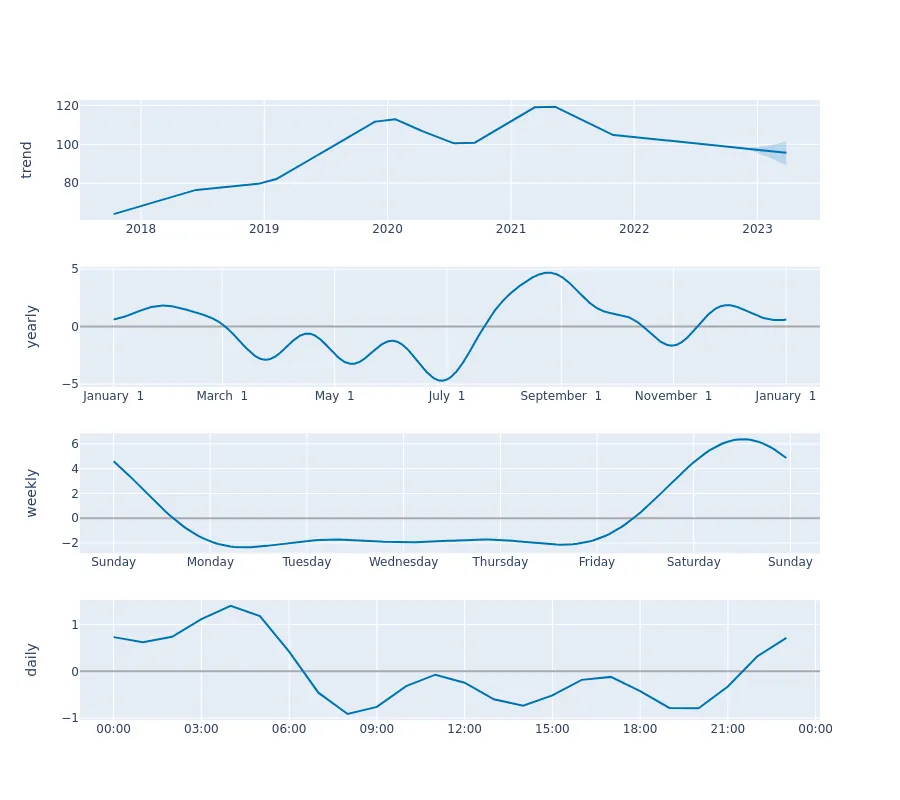 trend
120
100
80
2018 2019 2020 2021 2022 2023
yearly
5
0
−5
January 1 March 1 May 1 July 1 September 1 November 1 January 1
weekly
6
4
2
0
−2
Sunday Monday Tuesday Wednesday Thursday Friday Saturday Sunday
daily
1
0
−1
00:00 03:00 06:00 09:00 12:00 15:00 18:00 21:00 00:00